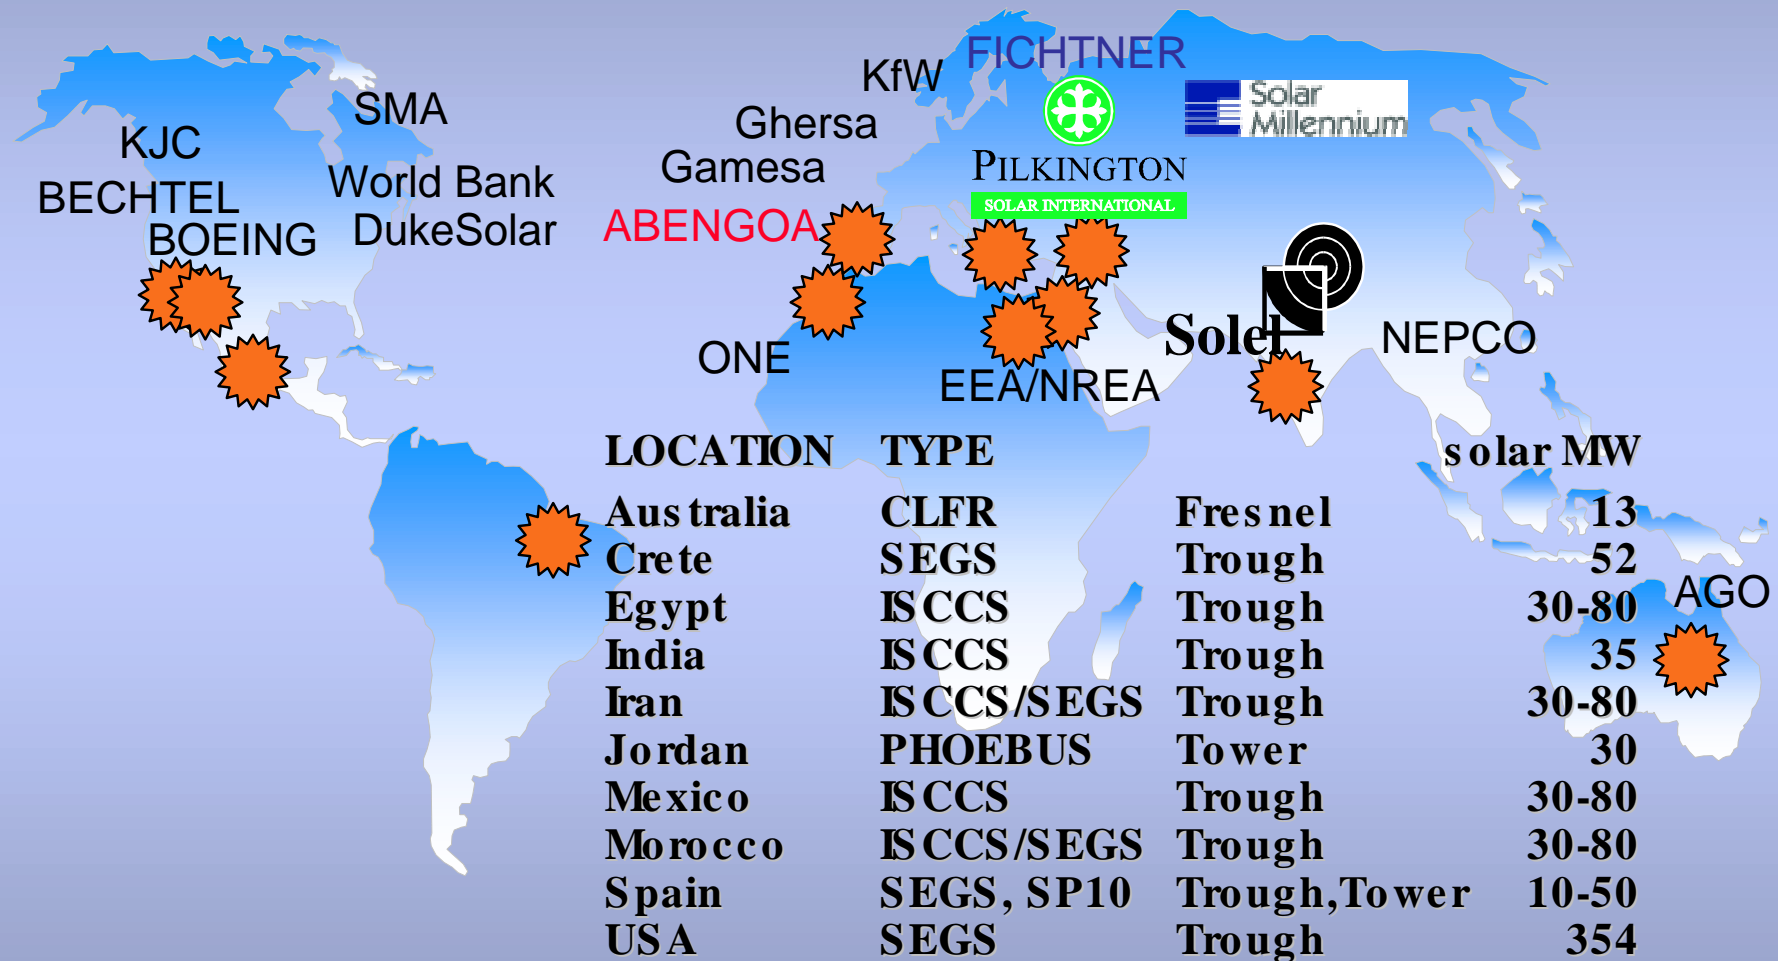 FICHTNER
KfW
Solar
Millennium
SMA
Ghersa
KJC
PILKINGTON
Gamesa
World Bank
BECHTEL
SOLAR INTERNATIONAL
ABENGOA
DukeSolar
BOEING
Solel
NEPCO
ONE
EEA/NREA
LOCATION TYPE solar MW
Australia CLFR Fresnel 13
Crete SEGS Trough 52
Egypt ISCCS Trough 30-80
AGO
India ISCCS Trough 35
Iran ISCCS/SEGS Trough 30-80
Jordan PHOEBUS Tower 30
Mexico ISCCS Trough 30-80
Morocco ISCCS/SEGS Trough 30-80
Spain SEGS, SP10 Trough,Tower 10-50
USA SEGS Trough 354